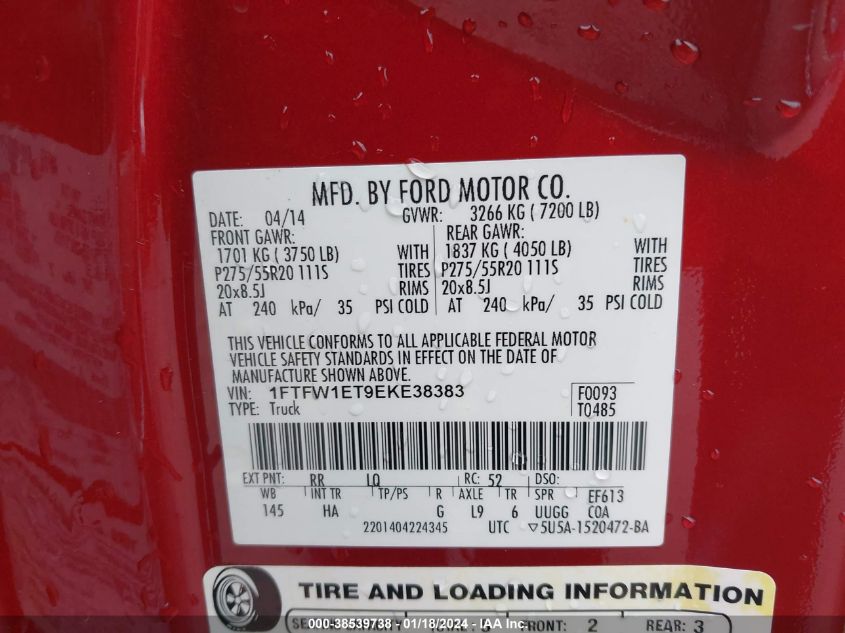 MFD. BY FORD MOTOR CO.
DATE: 04/14 GVWR: 3266 KG ( 7200 LB)
FRONT GAWR: REAR GAWR:
1701 KG ( 3750 LB) WITH 1837 KG ( 4050 LB) WITH
P275/55R20 111S TIRES P275/55R20 111S TIRES
20x8.5J RIMS 20x8.5J RIMS
AT 240 kPa/ 35 PSI COLD AT 240 kPa/ 35 PSI COLD
THIS VEHICLE CONFORMS TO ALL APPLICABLE FEDERAL MOTOR
VEHICLE SAFETY STANDARDS IN EFFECT ON THE DATE OF
MANUFACTURE SHOWN ABOVE.
VIN: 1FTFW1ET9EKE38383 F0093
TYPE: Truck T0485
EXT PNT: RR LQ RC: 52 DSO:
WB INT TR TP/PS R AXLE TR SPR EF613
145 HA G L9 6 UUGG COA
2201404224345 UTC ▽5U5A-1520472-BA
TIRE AND LOADING INFORMATION
FRONT: 2 REAR: 3
000-38539738 - 01/18/2024 - IAA Inc.